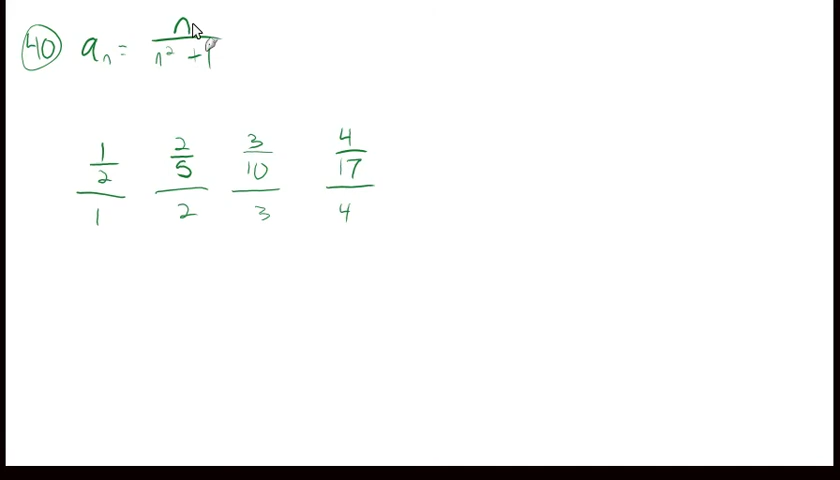 40 aₙ = n/(n² + 1)
1/2 2/5 3/10 4/17
1 2 3 4